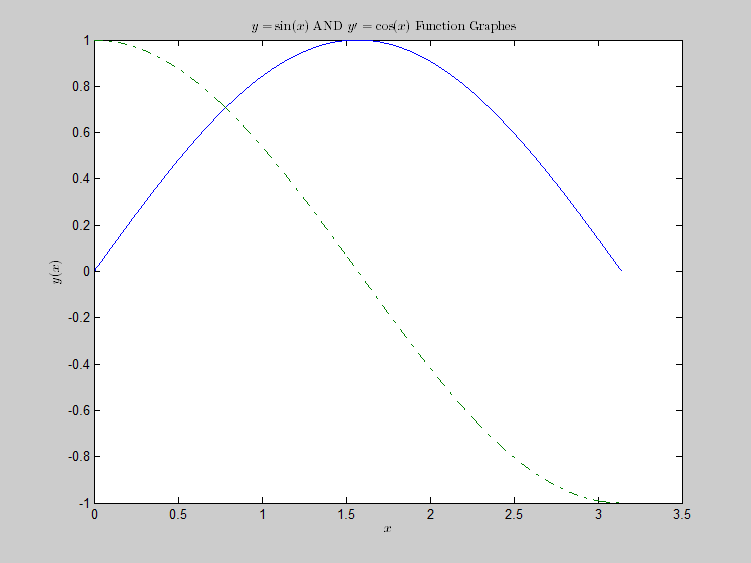 y = sin(x) AND y′ = cos(x) Function Graphes
1
0.8
0.6
0.4
0.2
0
-0.2
-0.4
-0.6
-0.8
-1
y(x)
0 0.5 1 1.5 2 2.5 3 3.5
x